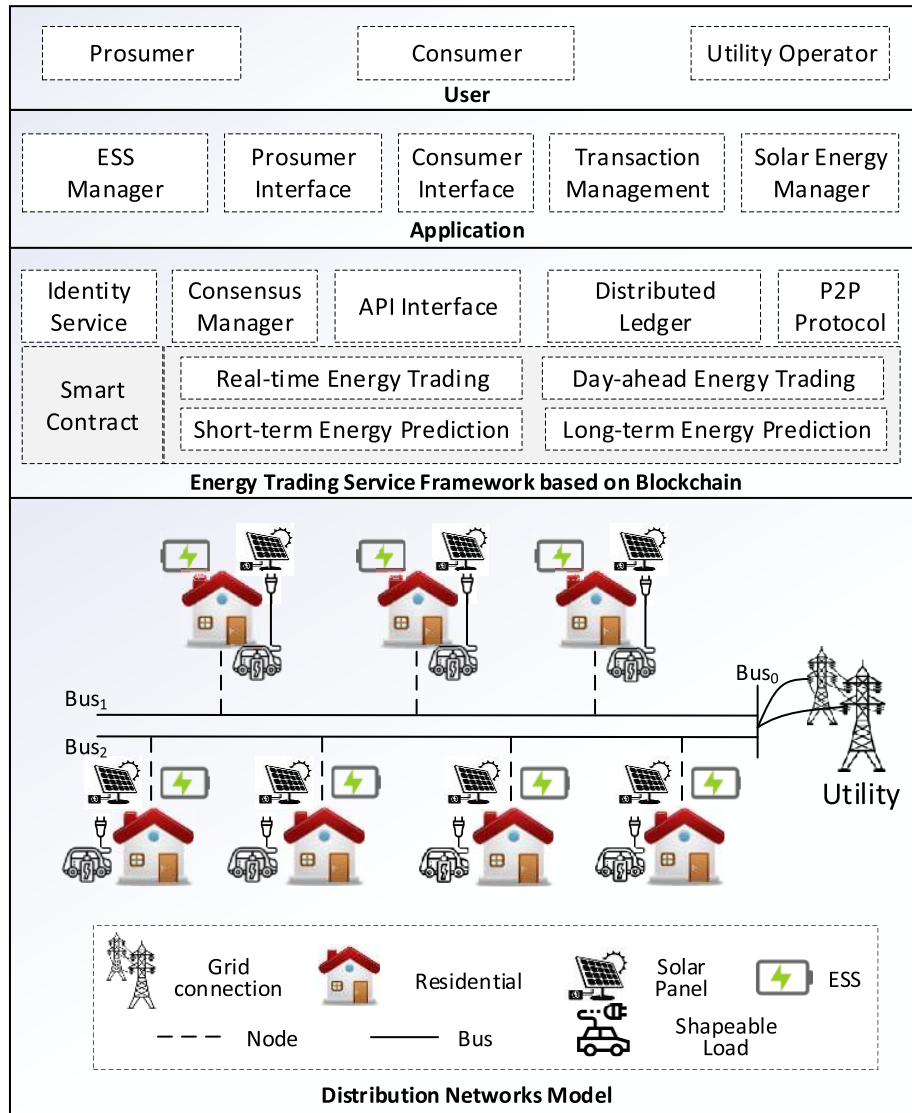 Prosumer
Consumer
Utility Operator
User
ESS
Manager
Prosumer
Interface
Consumer
Interface
Transaction
Management
Solar Energy
Manager
Application
Identity
Service
Consensus
Manager
API Interface
Distributed
Ledger
P2P
Protocol
Smart
Contract
Real-time Energy Trading
Day-ahead Energy Trading
Short-term Energy Prediction
Long-term Energy Prediction
Energy Trading Service Framework based on Blockchain
Bus0
Bus1
Bus2
Utility
Grid
connection
Residential
Solar
Panel
ESS
Node
Bus
Shapeable
Load
Distribution Networks Model